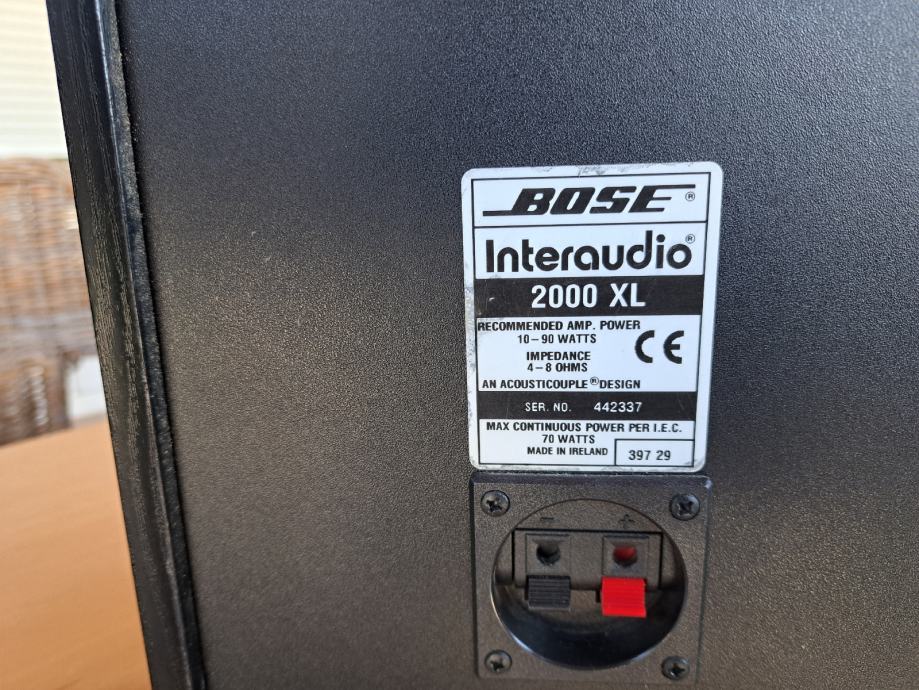 BOSE®
Interaudio®
2000 XL
RECOMMENDED AMP. POWER
10-90 WATTS
IMPEDANCE
4-8 OHMS
CE
AN ACOUSTICOUPLE® DESIGN
SER. NO. 442337
MAX CONTINUOUS POWER PER I.E.C.
70 WATTS
MADE IN IRELAND
397 29
- +